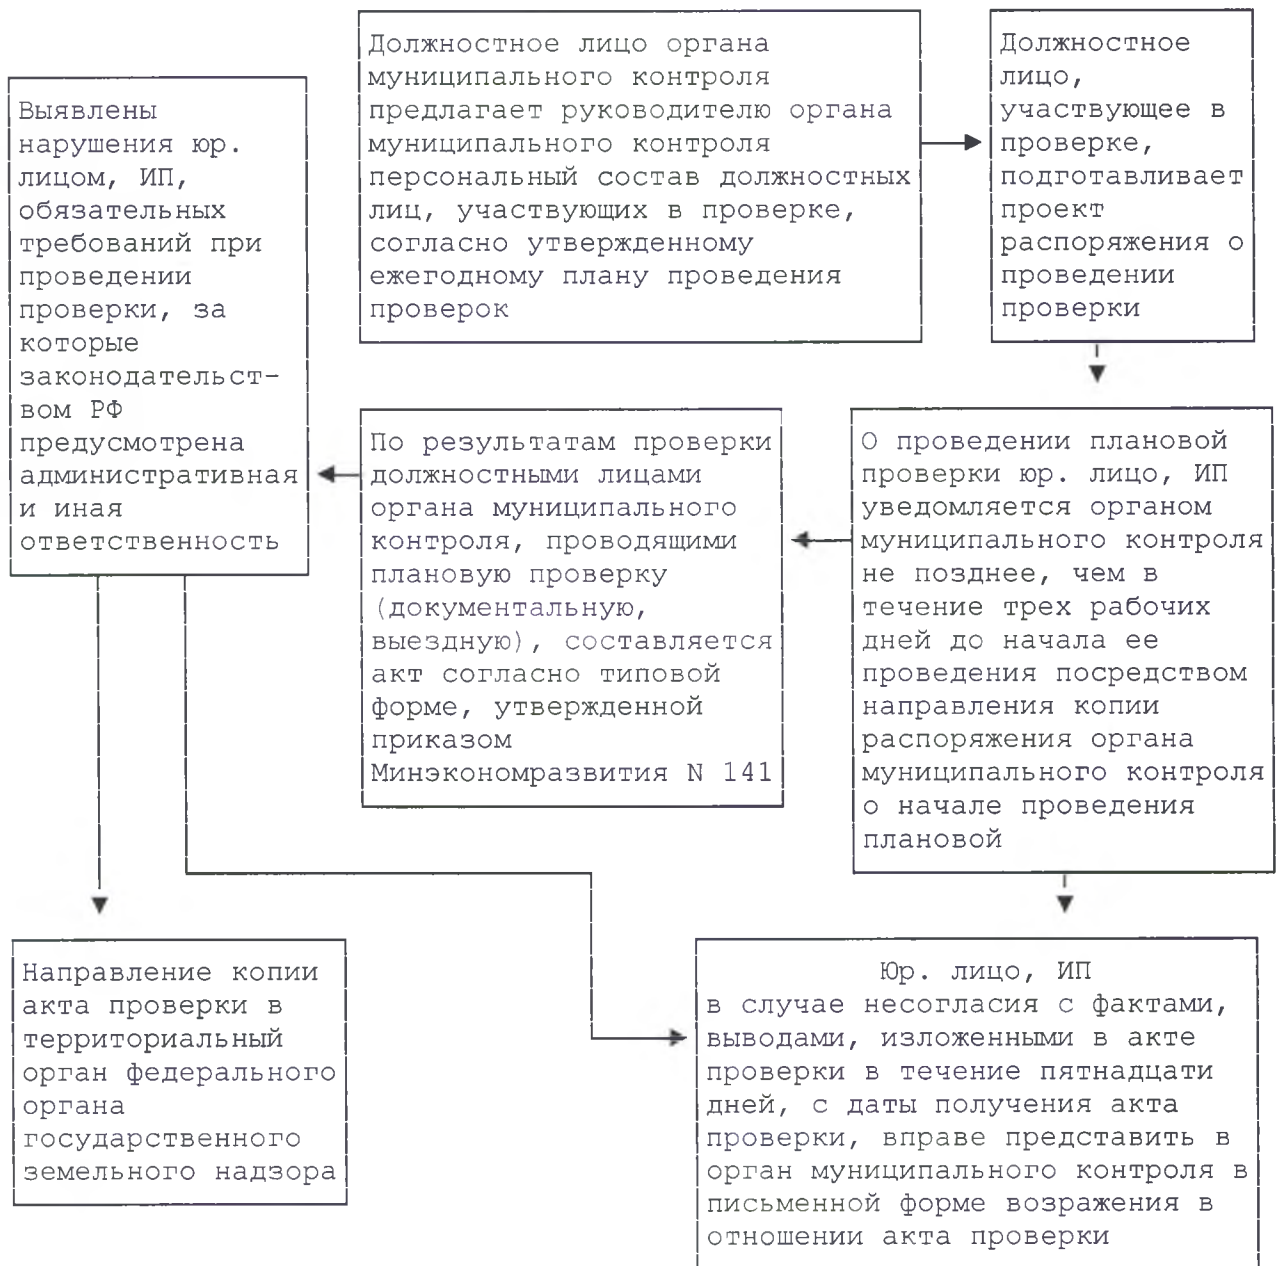 Должностное лицо органа
муниципального контроля
предлагает руководителю органа
муниципального контроля
персональный состав должностных
лиц, участвующих в проверке,
согласно утвержденному
ежегодному плану проведения
проверок
Должностное
лицо,
участвующее в
проверке,
подготавливает
проект
распоряжения о
проведении
проверки
Выявлены
нарушения юр.
лицом, ИП,
обязательных
требований при
проведении
проверки, за
которые
законодательст-
вом РФ
предусмотрена
административная
и иная
ответственность
По результатам проверки
должностными лицами
органа муниципального
контроля, проводящими
плановую проверку
(документальную,
выездную), составляется
акт согласно типовой
форме, утвержденной
приказом
Минэкономразвития N 141
О проведении плановой
проверки юр. лицо, ИП
уведомляется органом
муниципального контроля
не позднее, чем в
течение трех рабочих
дней до начала ее
проведения посредством
направления копии
распоряжения органа
муниципального контроля
о начале проведения
плановой
Направление копии
акта проверки в
территориальный
орган федерального
органа
государственного
земельного надзора
Юр. лицо, ИП
в случае несогласия с фактами,
выводами, изложенными в акте
проверки в течение пятнадцати
дней, с даты получения акта
проверки, вправе представить в
орган муниципального контроля в
письменной форме возражения в
отношении акта проверки